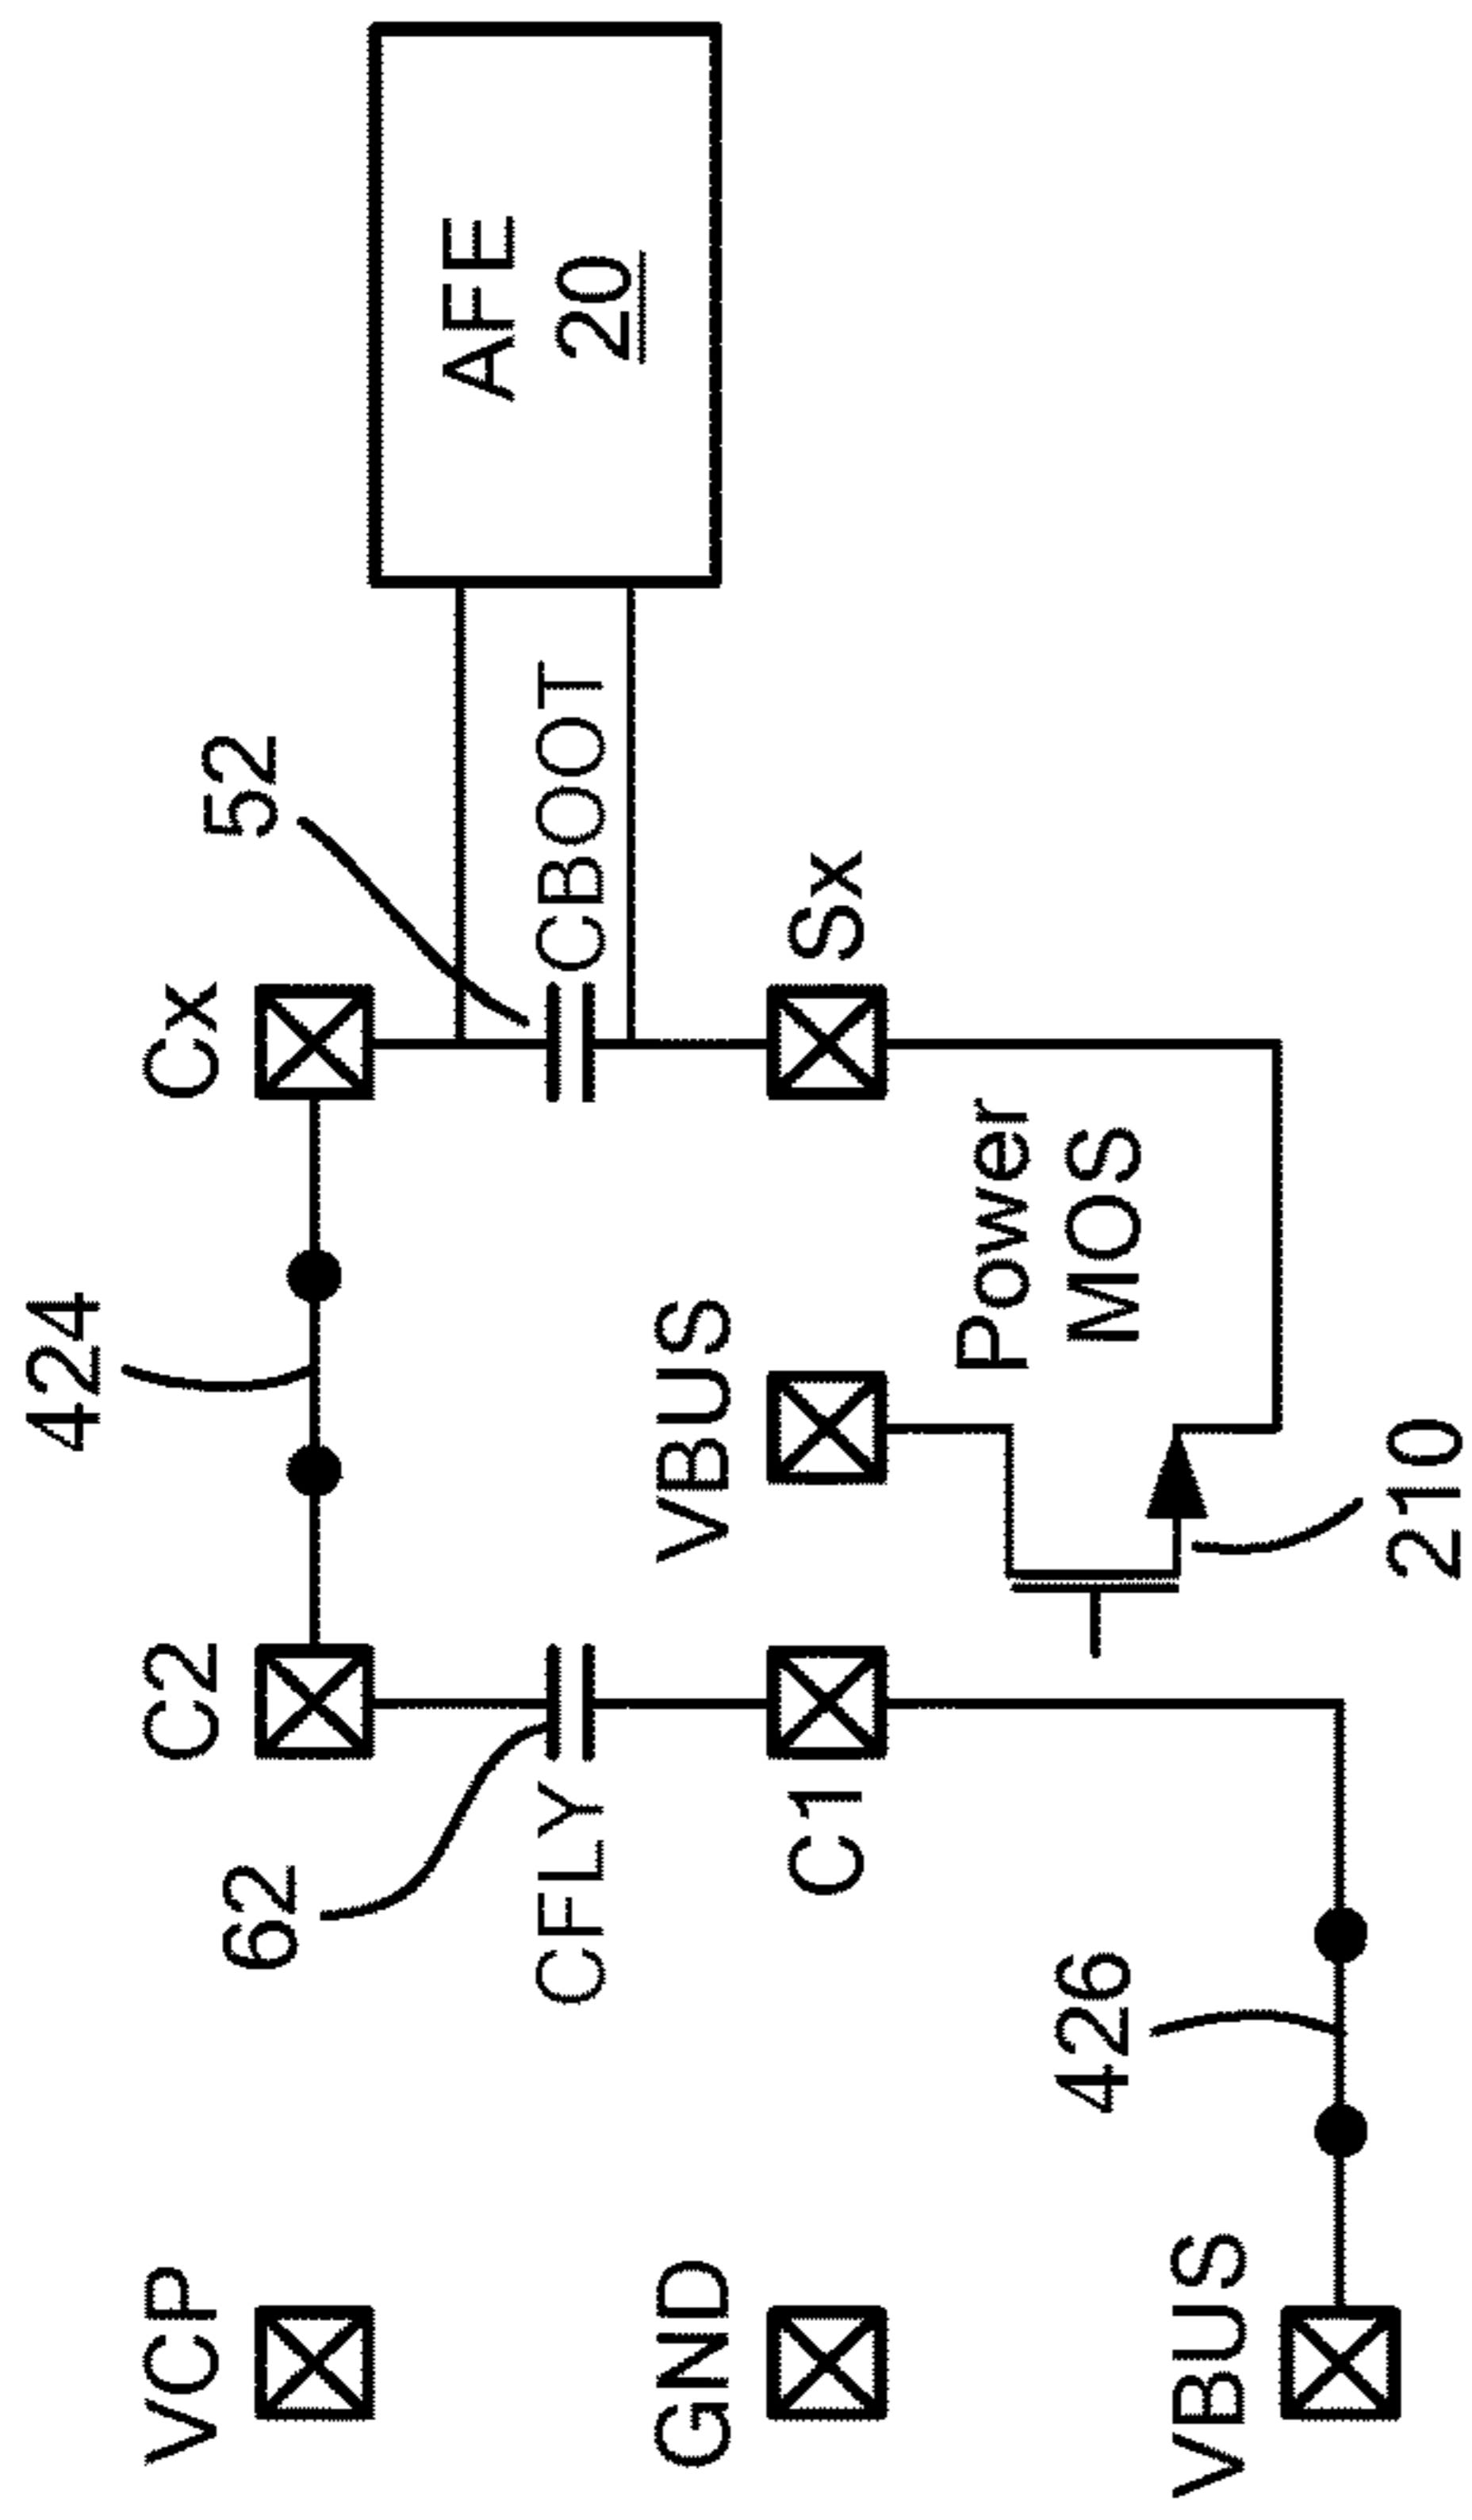 424
VCP
C2
Cx
52
62
AFE
20
CFLY
CBOOT
GND
VBUS
C1
Sx
Power
MOS
426
VBUS
210